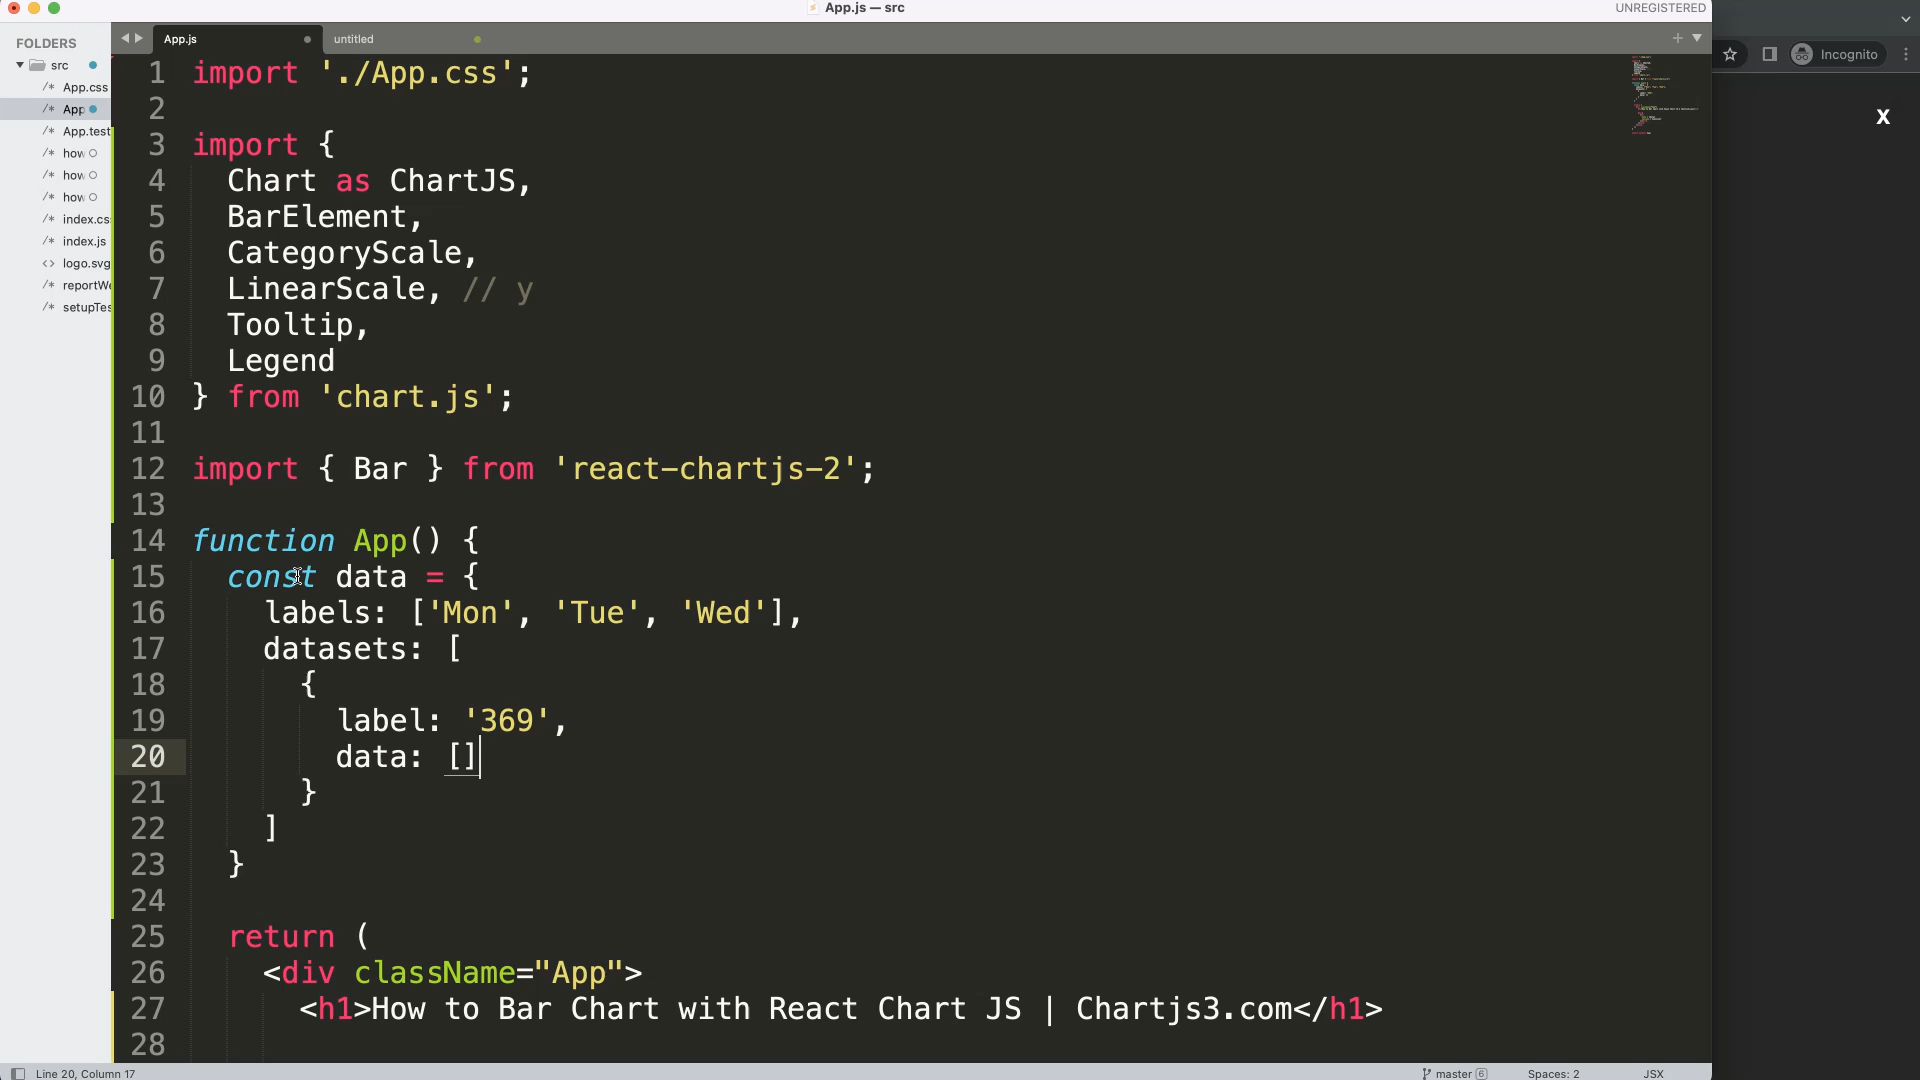 App.js — src
UNREGISTERED
FOLDERS
src
App.css
App
App.test
how
how
how
index.cs
index.js
logo.svg
reportWe
setupTes
App.js
untitled
Incognito
x
1 import './App.css';
2
3 import {
4 Chart as ChartJS,
5 BarElement,
6 CategoryScale,
7 LinearScale, // y
8 Tooltip,
9 Legend
10 } from 'chart.js';
11
12 import { Bar } from 'react-chartjs-2';
13
14 function App() {
15 const data = {
16 labels: ['Mon', 'Tue', 'Wed'],
17 datasets: [
18 {
19 label: '369',
20 data: []
21 }
22 ]
23 }
24
25 return (
26 <div className="App">
27 <h1>How to Bar Chart with React Chart JS | Chartjs3.com</h1>
28
Line 20, Column 17
master 6
Spaces: 2
JSX